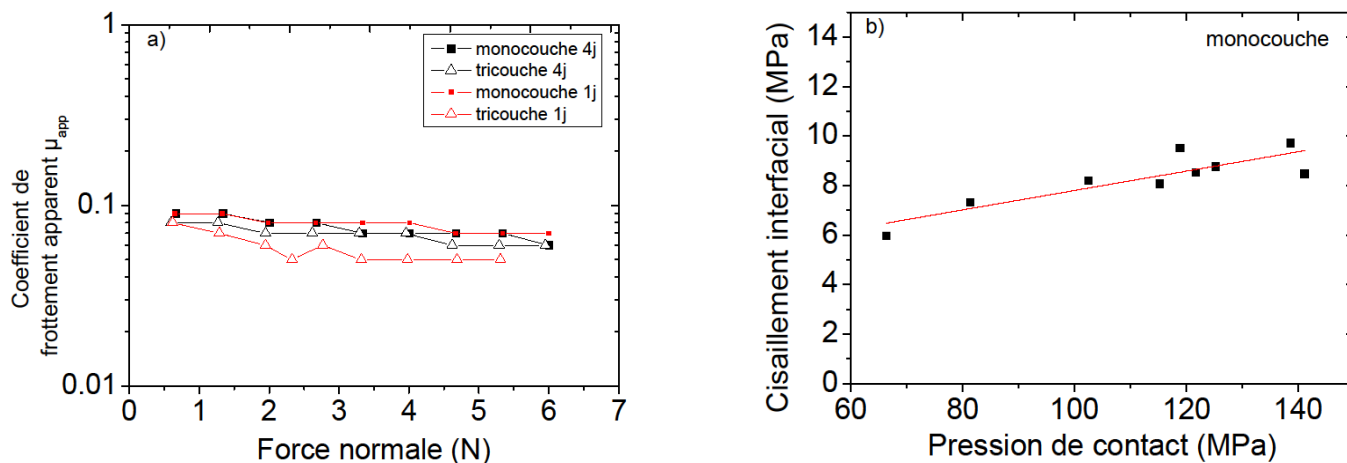 a)
monocouche 4j
tricouche 4j
monocouche 1j
tricouche 1j
1
0.1
0.01
0 1 2 3 4 5 6 7
Force normale (N)
Coefficient de
frottement apparent µapp
b)
monocouche
14
12
10
8
6
4
2
0
60 80 100 120 140
Pression de contact (MPa)
Cisaillement interfacial (MPa)